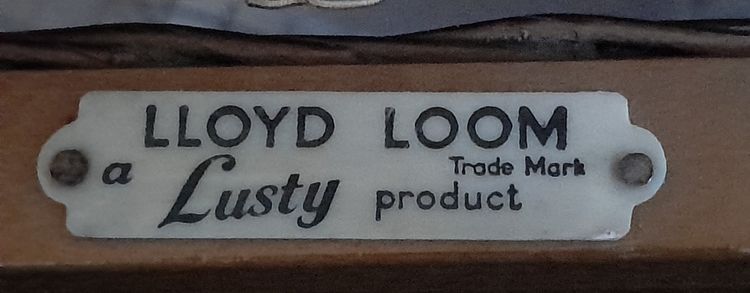 LLOYD LOOM
Trade Mark
a Lusty product